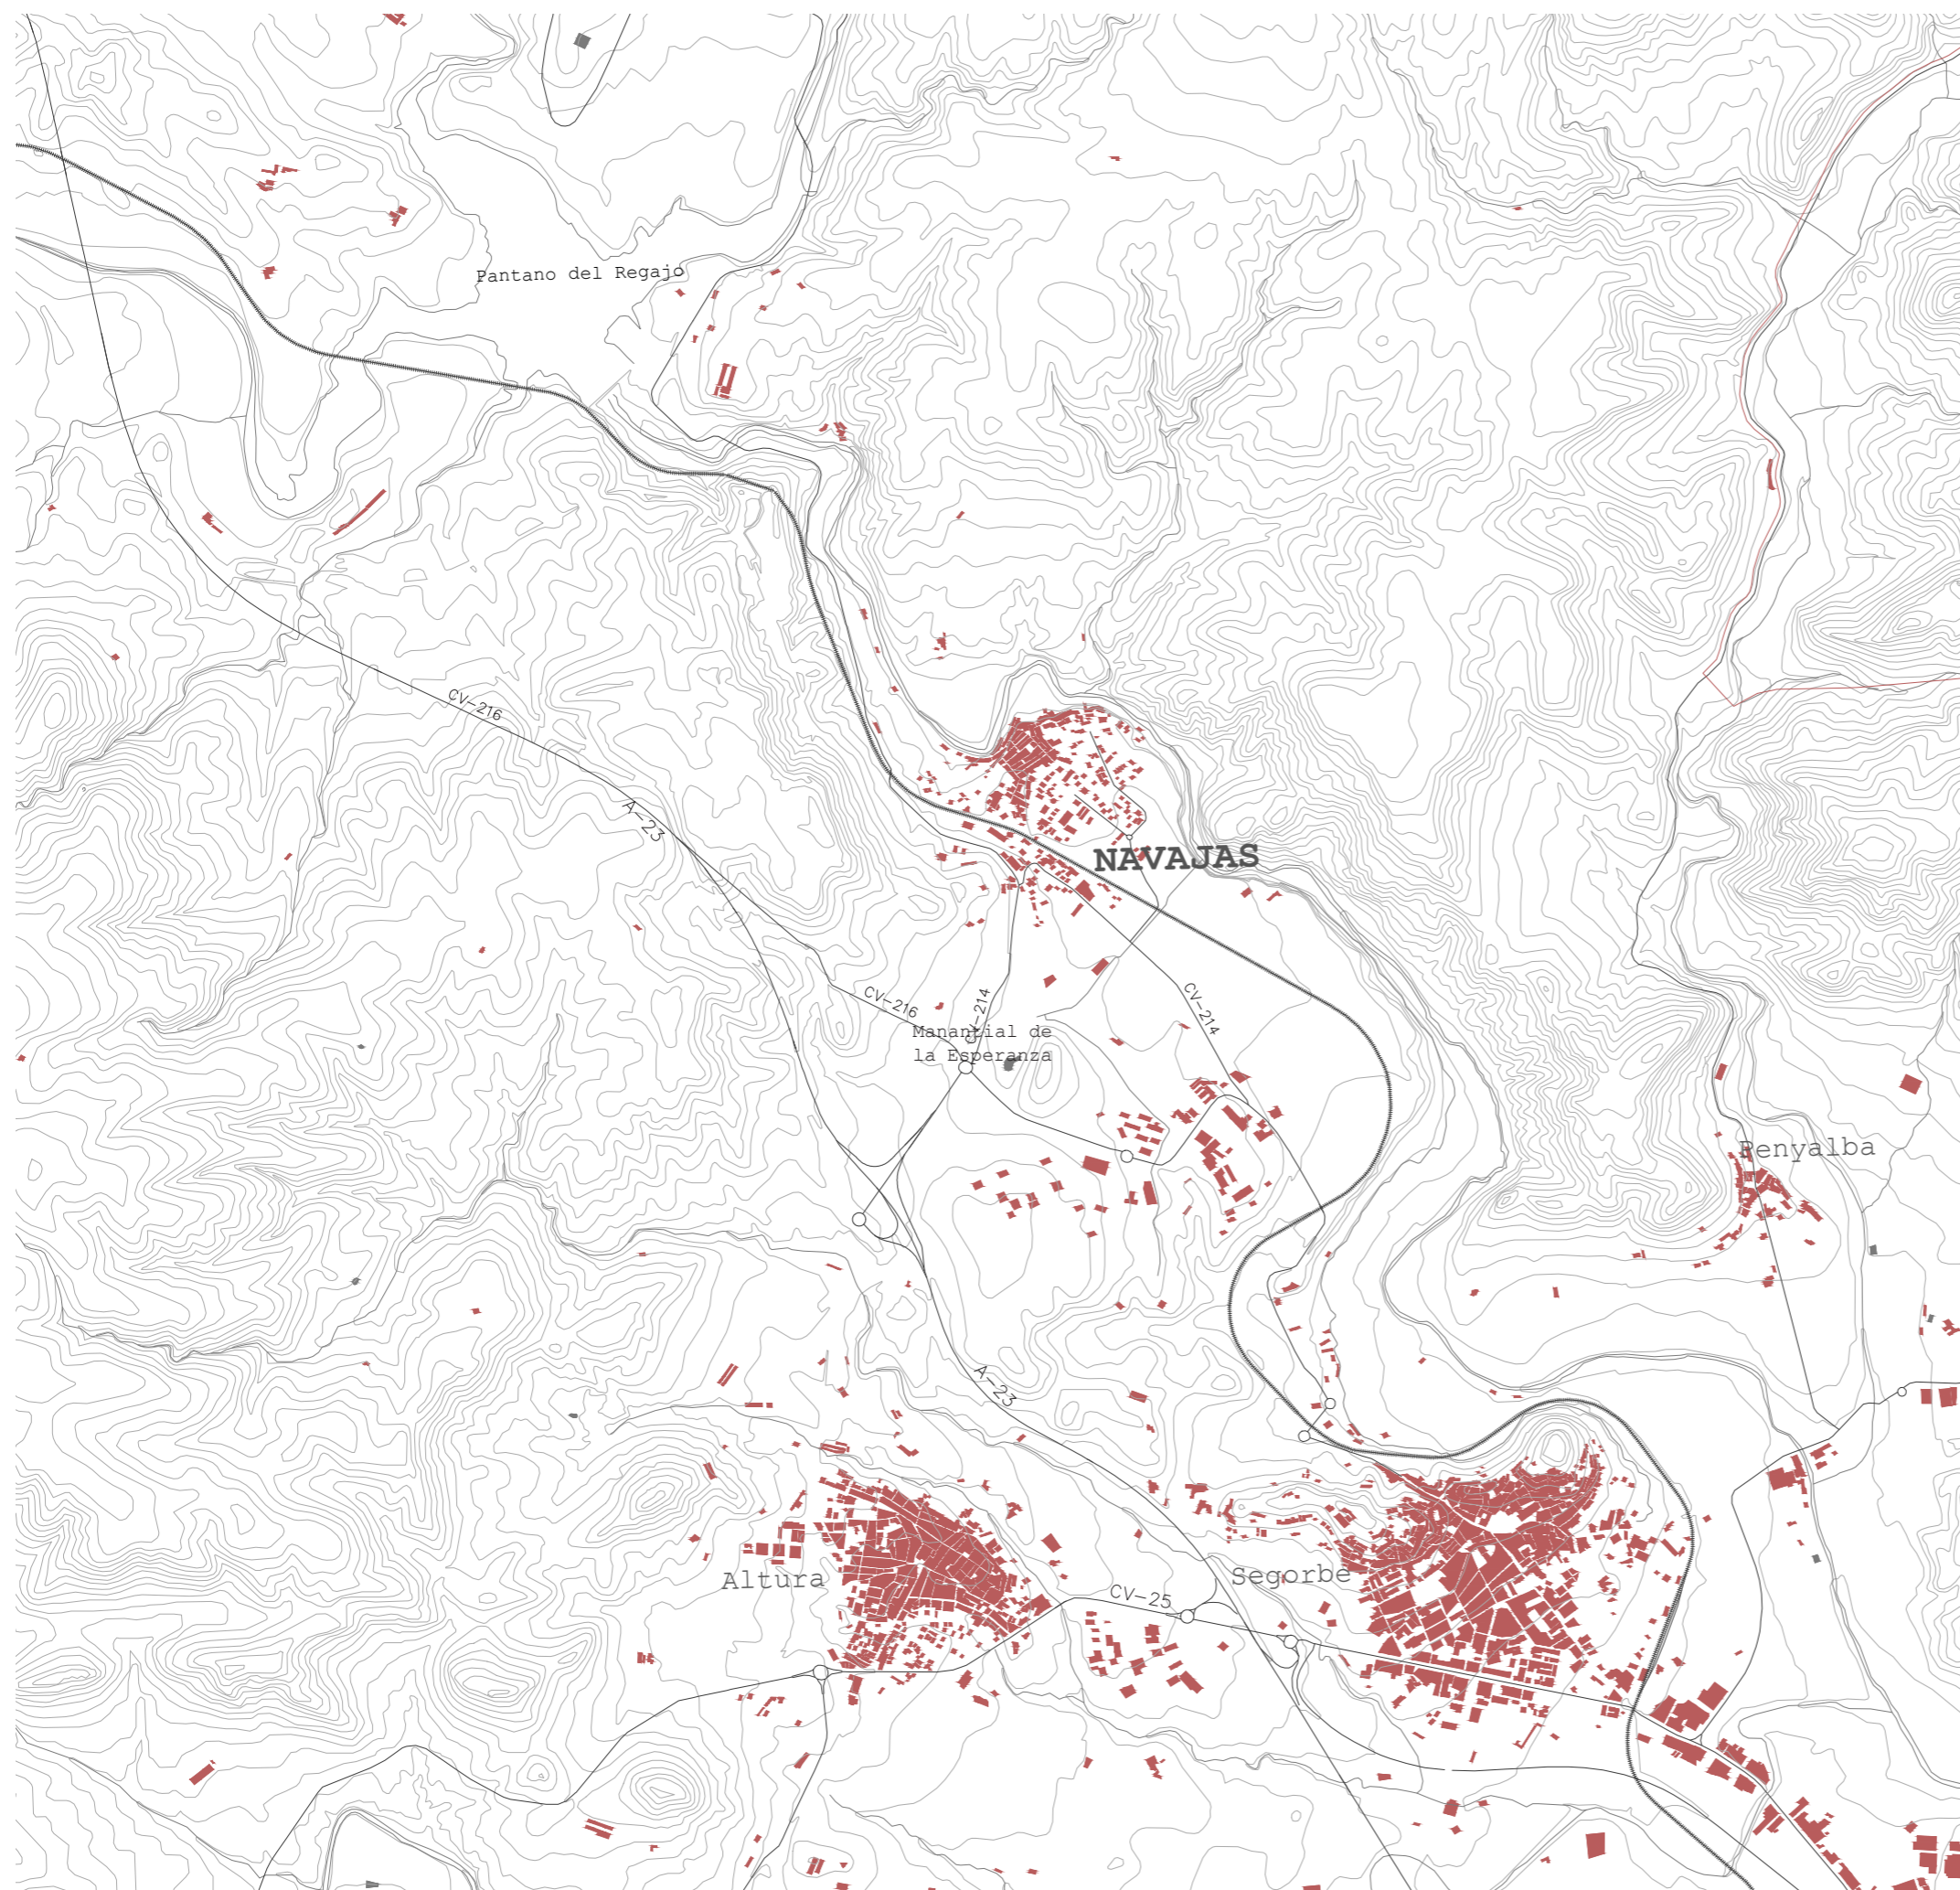 Pantano del Regajo
CV-216
A-23
NAVAJAS
CV-216
CV-214
CV-214
Manantial de
la Esperanza
Penyalba
A-23
Altura
CV-25
Segorbe